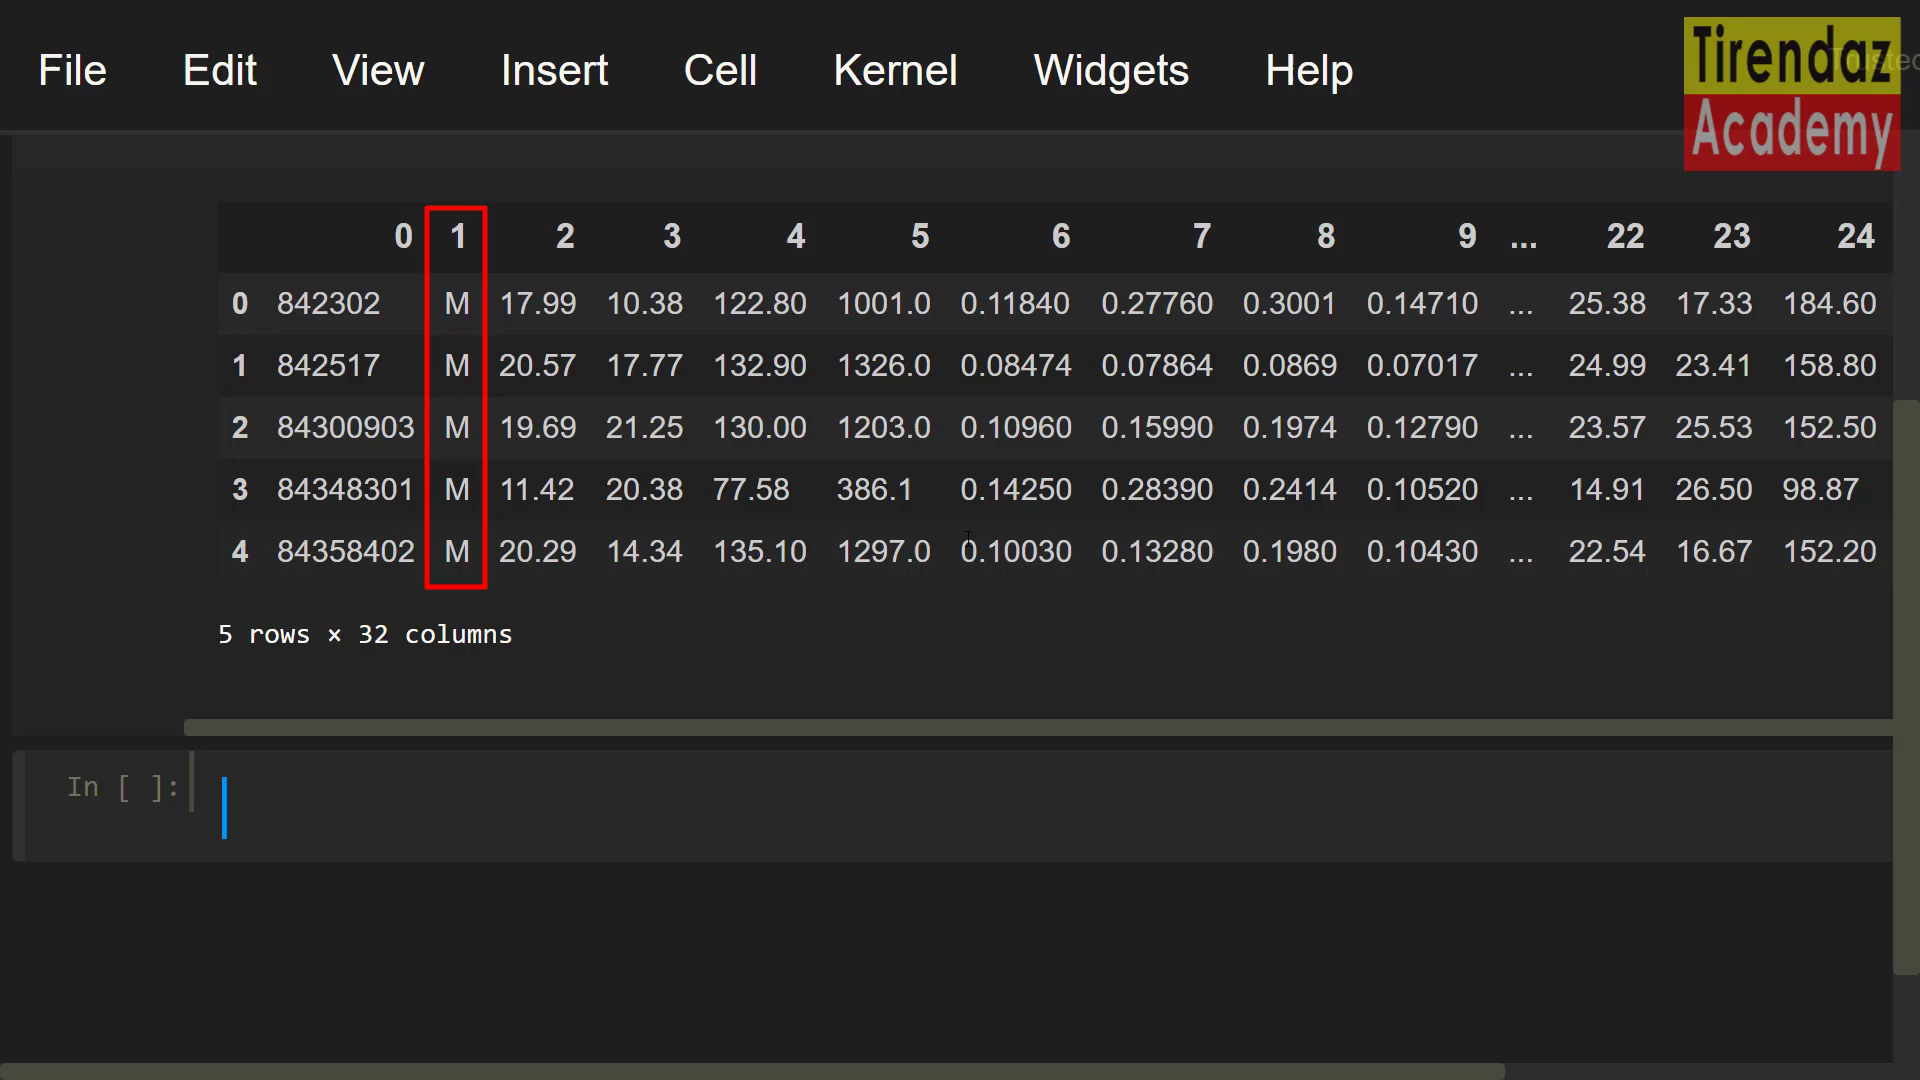 File Edit View Insert Cell Kernel Widgets Help
Tirendaz
Academy
0 1 2 3 4 5 6 7 8 9 ... 22 23 24
0 842302 M 17.99 10.38 122.80 1001.0 0.11840 0.27760 0.3001 0.14710 ... 25.38 17.33 184.60
1 842517 M 20.57 17.77 132.90 1326.0 0.08474 0.07864 0.0869 0.07017 ... 24.99 23.41 158.80
2 84300903 M 19.69 21.25 130.00 1203.0 0.10960 0.15990 0.1974 0.12790 ... 23.57 25.53 152.50
3 84348301 M 11.42 20.38 77.58 386.1 0.14250 0.28390 0.2414 0.10520 ... 14.91 26.50 98.87
4 84358402 M 20.29 14.34 135.10 1297.0 0.10030 0.13280 0.1980 0.10430 ... 22.54 16.67 152.20
5 rows × 32 columns
In [ ]: